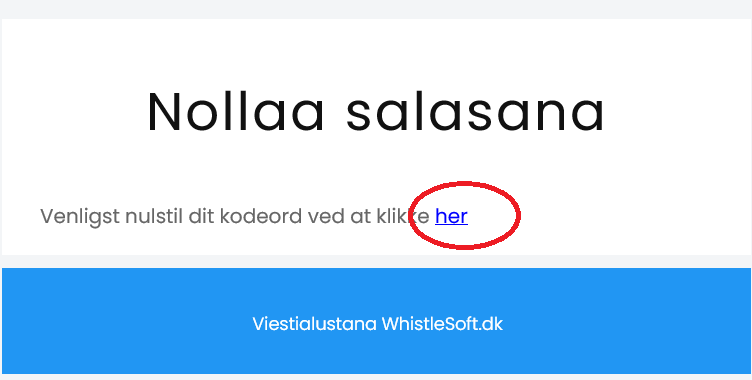 Nollaa salasana
Venligst nulstil dit kodeord ved at klikke her
Viestialustana WhistleSoft.dk